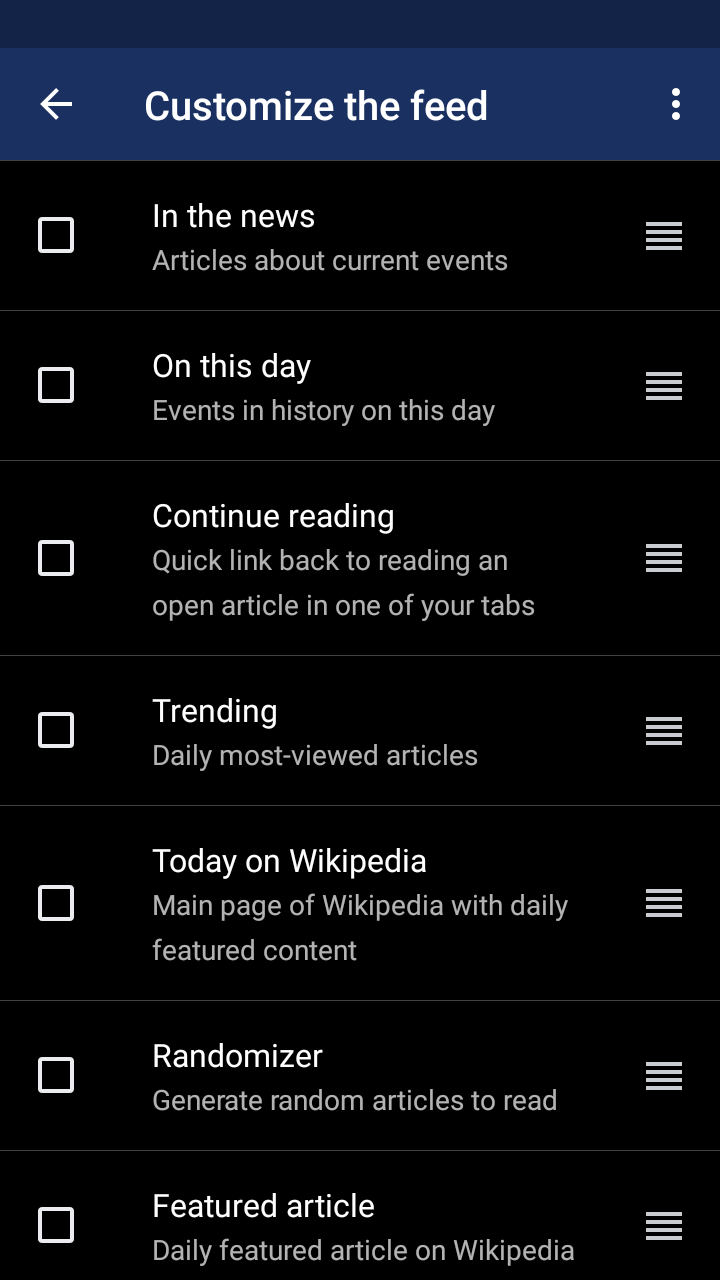 Customize the feed
In the news
Articles about current events
On this day
Events in history on this day
Continue reading
Quick link back to reading an
open article in one of your tabs
Trending
Daily most-viewed articles
Today on Wikipedia
Main page of Wikipedia with daily
featured content
Randomizer
Generate random articles to read
Featured article
Daily featured article on Wikipedia